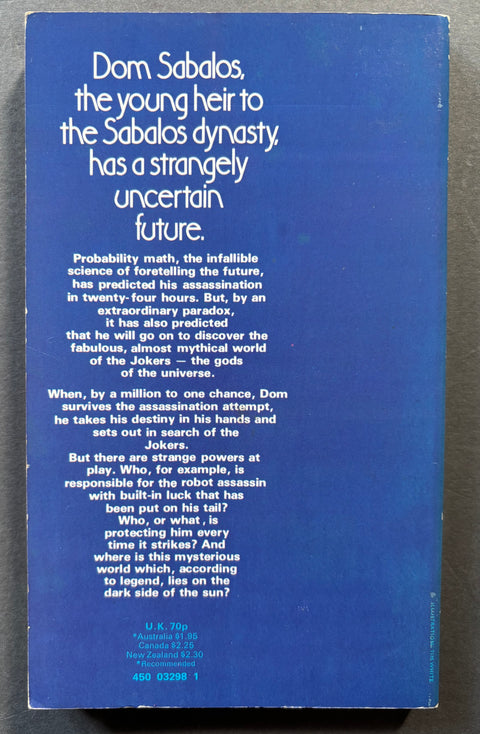 Dom Sabalos,
the young heir to
the Sabalos dynasty,
has a strangely
uncertain
future.
Probability math, the infallible
science of foretelling the future,
has predicted his assassination
in twenty-four hours. But, by an
extraordinary paradox,
it has also predicted
that he will go on to discover the
fabulous, almost mythical world
of the Jokers — the gods
of the universe.
When, by a million to one chance, Dom
survives the assassination attempt,
he takes his destiny in his hands and
sets out in search of the
Jokers.
But there are strange powers at
play. Who, for example, is
responsible for the robot assassin
with built-in luck that has
been put on his tail?
Who, or what , is
protecting him every
time it strikes? And
where is this mysterious
world which, according
to legend, lies on the
dark side of the sun?
U.K. 70p
*Australia $1.95
Canada $2.25
New Zealand $2.30
*Recommended
450 03298 1